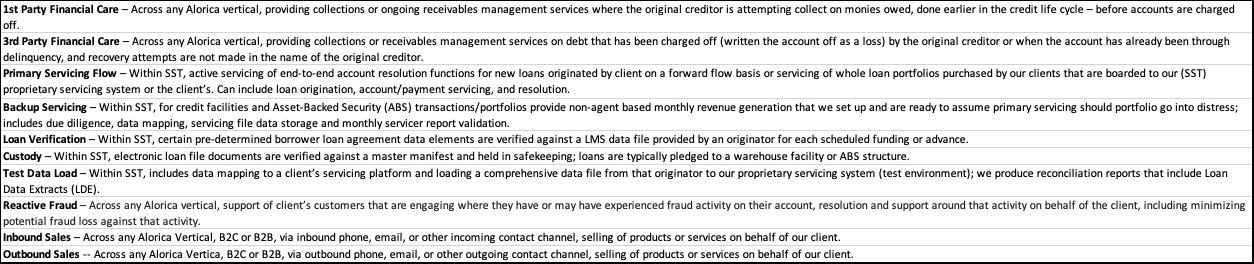 1st Party Financial Care – Across any Alorica vertical, providing collections or ongoing receivables management services where the original creditor is attempting collect on monies owed, done earlier in the credit life cycle – before accounts are charged
off.
3rd Party Financial Care – Across any Alorica vertical, providing collections or receivables management services on debt that has been charged off (written the account off as a loss) by the original creditor or when the account has already been through
delinquency, and recovery attempts are not made in the name of the original creditor.
Primary Servicing Flow – Within SST, active servicing of end-to-end account resolution functions for new loans originated by client on a forward flow basis or servicing of whole loan portfolios purchased by our clients that are boarded to our (SST)
proprietary servicing system or the client's. Can include loan origination, account/payment servicing, and resolution.
Backup Servicing – Within SST, for credit facilities and Asset-Backed Security (ABS) transactions/portfolios provide non-agent based monthly revenue generation that we set up and are ready to assume primary servicing should portfolio go into distress;
includes due diligence, data mapping, servicing file data storage and monthly servicer report validation.
Loan Verification – Within SST, certain pre-determined borrower loan agreement data elements are verified against a LMS data file provided by an originator for each scheduled funding or advance.
Custody – Within SST, electronic loan file documents are verified against a master manifest and held in safekeeping; loans are typically pledged to a warehouse facility or ABS structure.
Test Data Load – Within SST, includes data mapping to a client's servicing platform and loading a comprehensive data file from that originator to our proprietary servicing system (test environment); we produce reconciliation reports that include Loan
Data Extracts (LDE).
Reactive Fraud – Across any Alorica vertical, support of client's customers that are engaging where they have or may have experienced fraud activity on their account, resolution and support around that activity on behalf of the client, including minimizing
potential fraud loss against that activity.
Inbound Sales – Across any Alorica Vertical, B2C or B2B, via inbound phone, email, or other incoming contact channel, selling of products or services on behalf of our client.
Outbound Sales -- Across any Alorica Vertica, B2C or B2B, via outbound phone, email, or other outgoing contact channel, selling of products or services on behalf of our client.